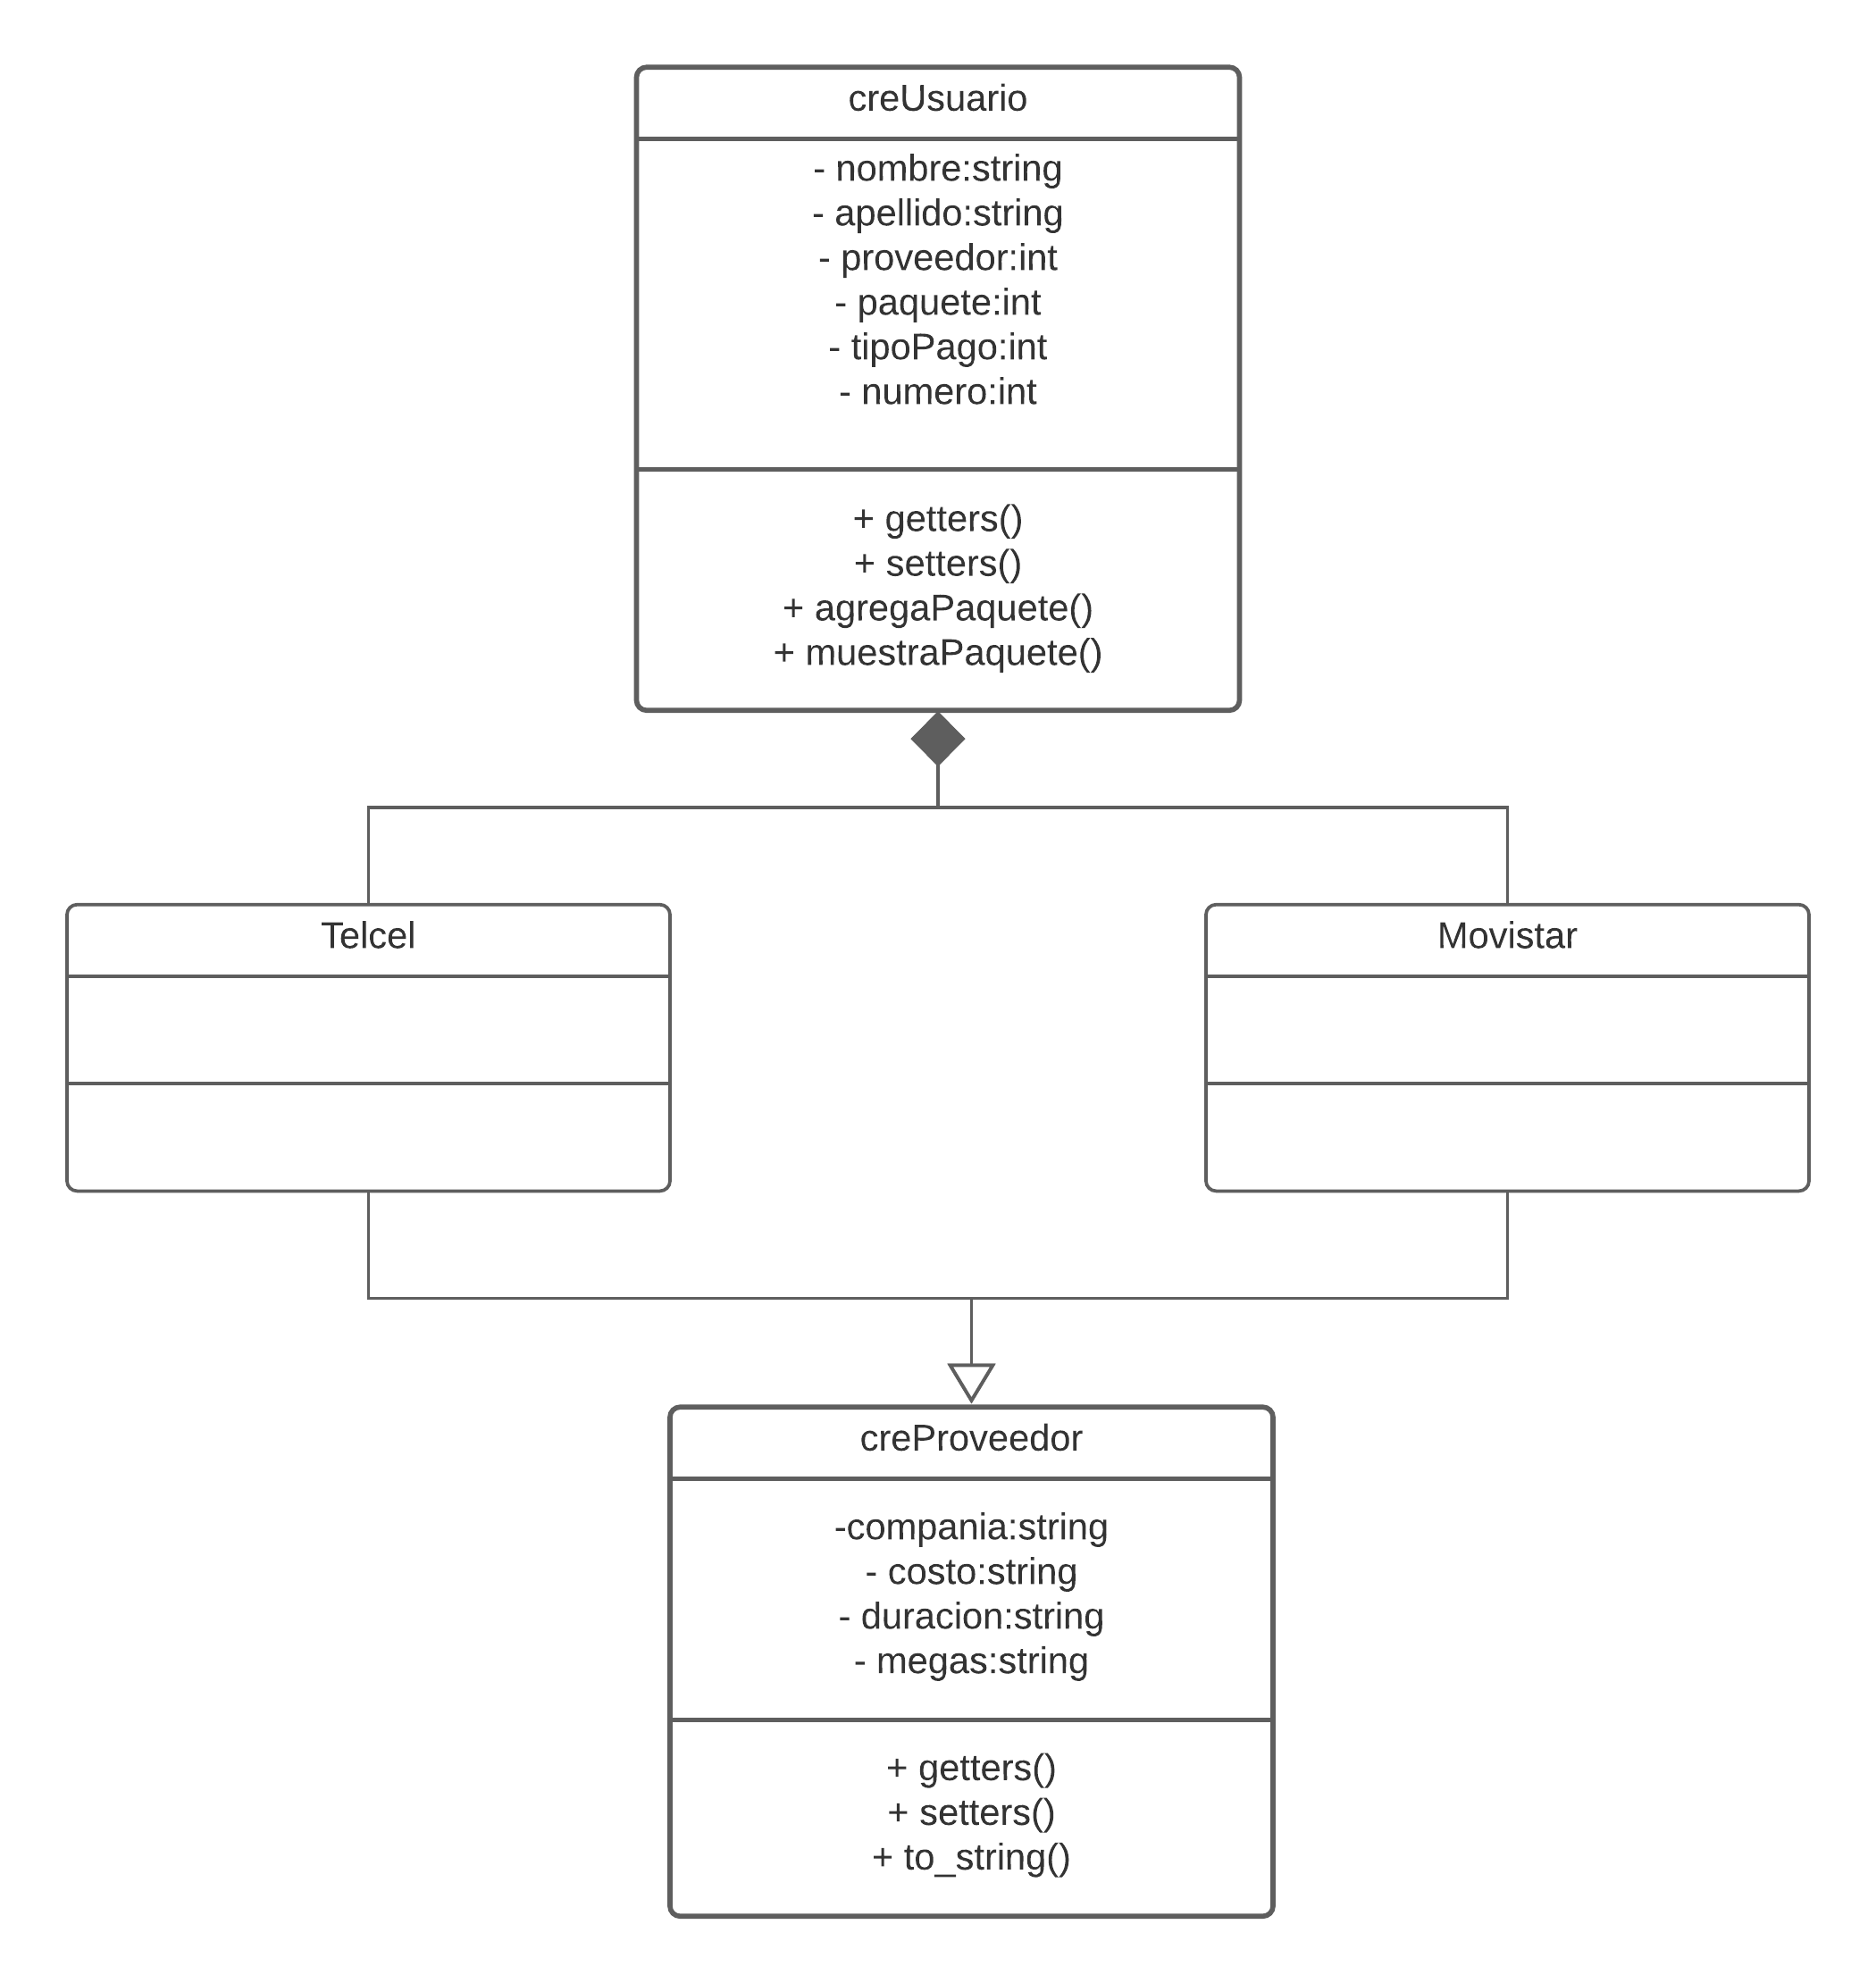 creUsuario
- nombre:string
- apellido:string
- proveedor:int
- paquete:int
- tipoPago:int
- numero:int
+ getters()
+ setters()
+ agregaPaquete()
+ muestraPaquete()
Telcel
Movistar
creProveedor
-compania:string
- costo:string
- duracion:string
- megas:string
+ getters()
+ setters()
+ to_string()